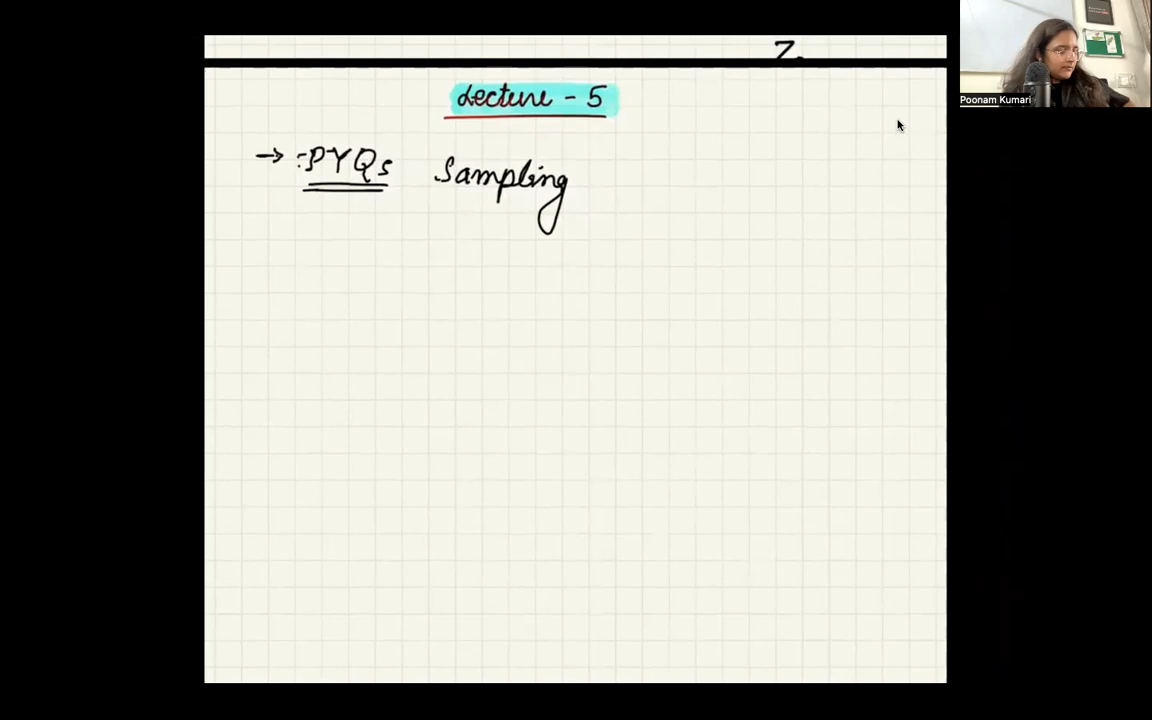 Lecture - 5
→ PYQs Sampling
Poonam Kumari